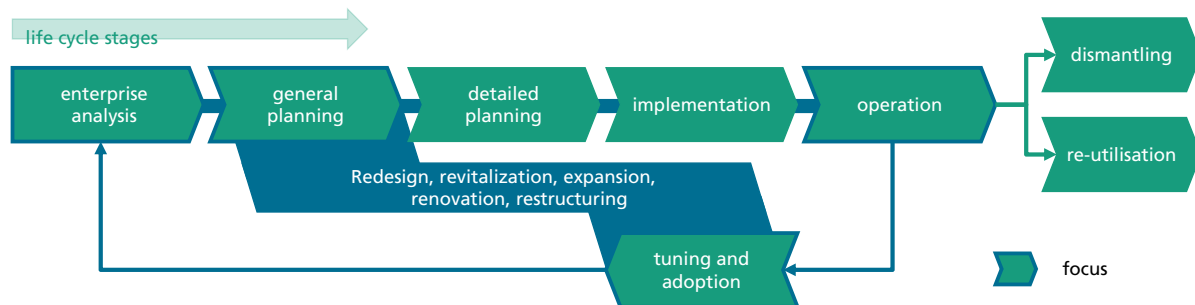 life cycle stages
enterprise
analysis
general
planning
detailed
planning
implementation
operation
dismantling
re-utilisation
Redesign, revitalization, expansion,
renovation, restructuring
tuning and
adoption
focus